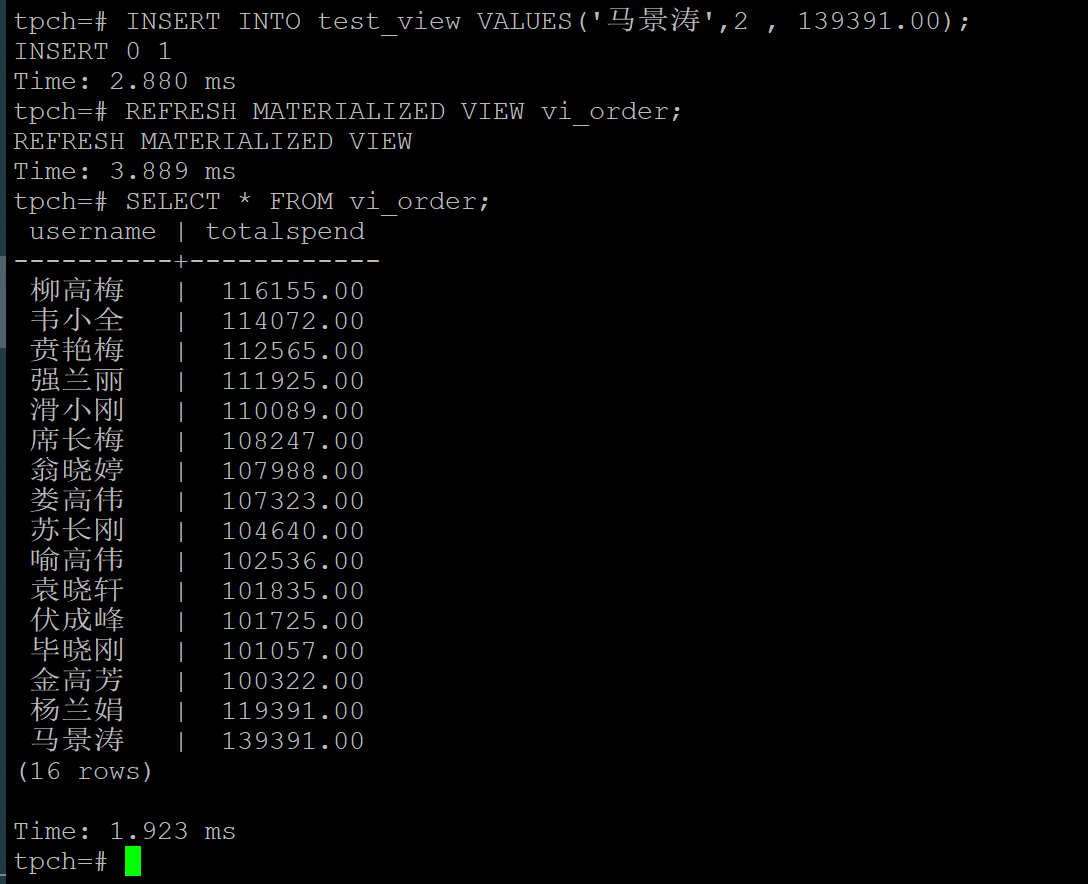 tpch=# INSERT INTO test_view VALUES('马景涛',2 , 139391.00);
INSERT 0 1
Time: 2.880 ms
tpch=# REFRESH MATERIALIZED VIEW vi_order;
REFRESH MATERIALIZED VIEW
Time: 3.889 ms
tpch=# SELECT * FROM vi_order;
 username | totalspend
----------+------------
 柳高梅   |  116155.00
 韦小全   |  114072.00
 贲艳梅   |  112565.00
 强兰丽   |  111925.00
 滑小刚   |  110089.00
 席长梅   |  108247.00
 翁晓婷   |  107988.00
 娄高伟   |  107323.00
 苏长刚   |  104640.00
 喻高伟   |  102536.00
 袁晓轩   |  101835.00
 伏成峰   |  101725.00
 毕晓刚   |  101057.00
 金高芳   |  100322.00
 杨兰娟   |  119391.00
 马景涛   |  139391.00
(16 rows)
Time: 1.923 ms
tpch=#